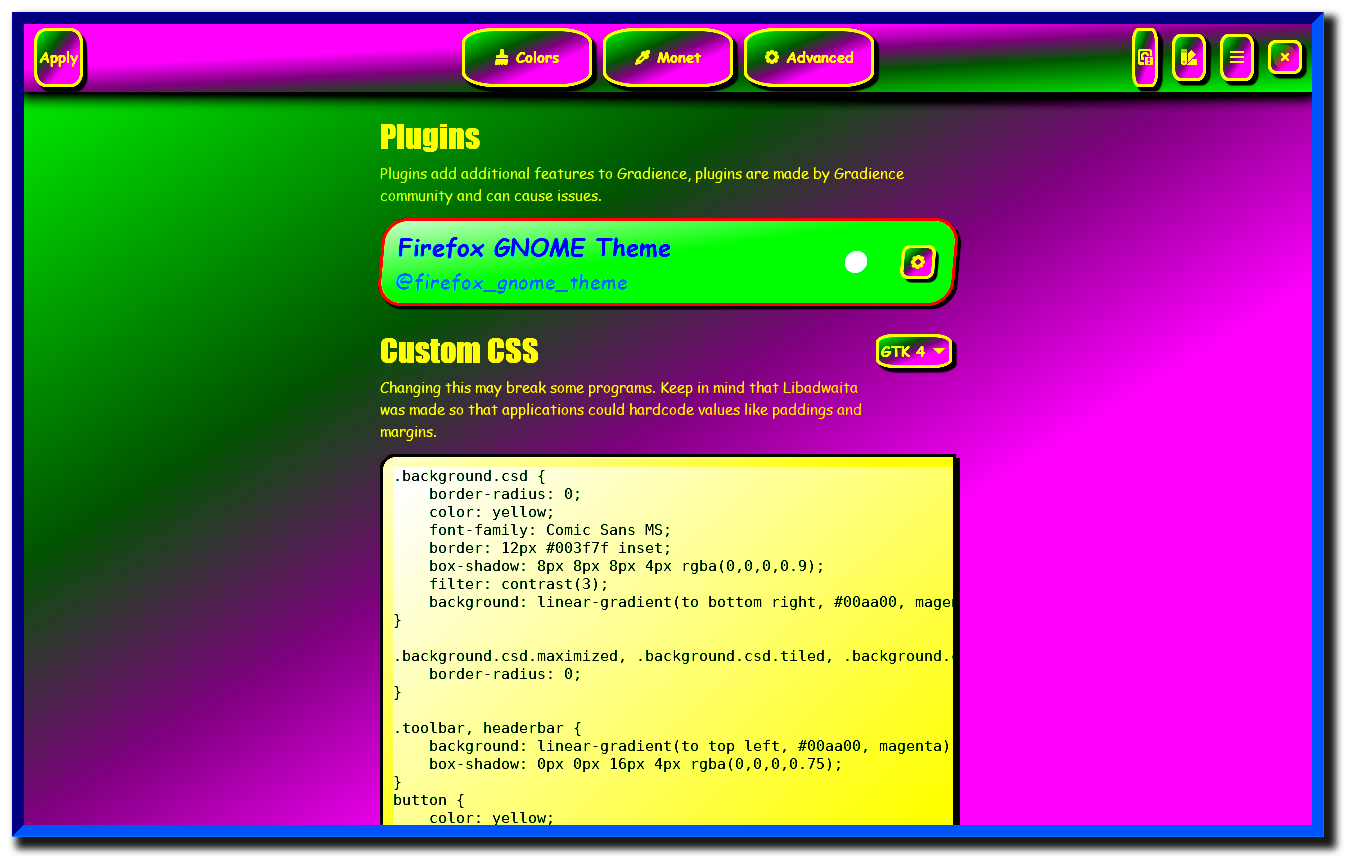 Apply
Colors
Monet
Advanced
Plugins
Plugins add additional features to Gradience, plugins are made by Gradience
community and can cause issues.
Firefox GNOME Theme
@firefox_gnome_theme
Custom CSS
GTK 4
Changing this may break some programs. Keep in mind that Libadwaita
was made so that applications could hardcode values like paddings and
margins.
.background.csd {
    border-radius: 0;
    color: yellow;
    font-family: Comic Sans MS;
    border: 12px #003f7f inset;
    box-shadow: 8px 8px 8px 4px rgba(0,0,0,0.9);
    filter: contrast(3);
    background: linear-gradient(to bottom right, #00aa00, magen
}
.background.csd.maximized, .background.csd.tiled, .background.
    border-radius: 0;
}
.toolbar, headerbar {
    background: linear-gradient(to top left, #00aa00, magenta)
    box-shadow: 0px 0px 16px 4px rgba(0,0,0,0.75);
}
button {
    color: yellow;